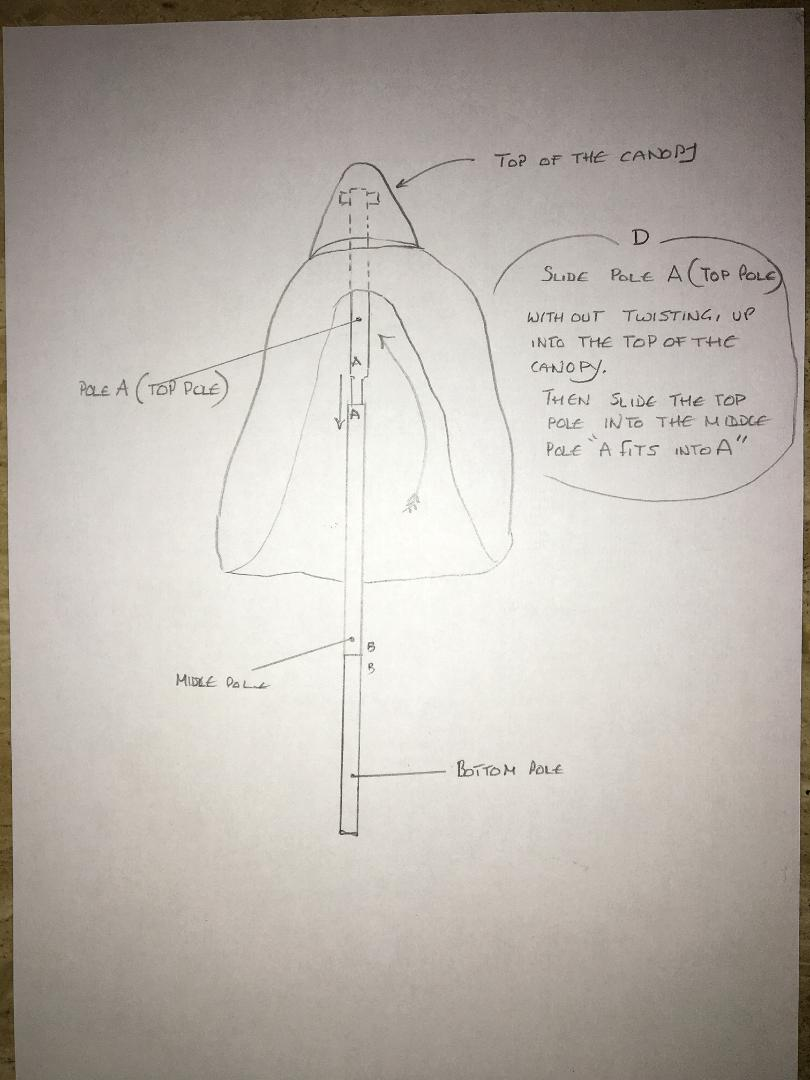 TOP OF THE CANOPY
D
SLIDE POLE A (TOP POLE)
WITH OUT TWISTING, UP
INTO THE TOP OF THE
CANOPY.
THEN SLIDE THE TOP
POLE INTO THE MIDDLE
POLE "A FITS INTO A"
POLE A (TOP POLE)
A
A
B
B
MIDDLE POLE
BOTTOM POLE